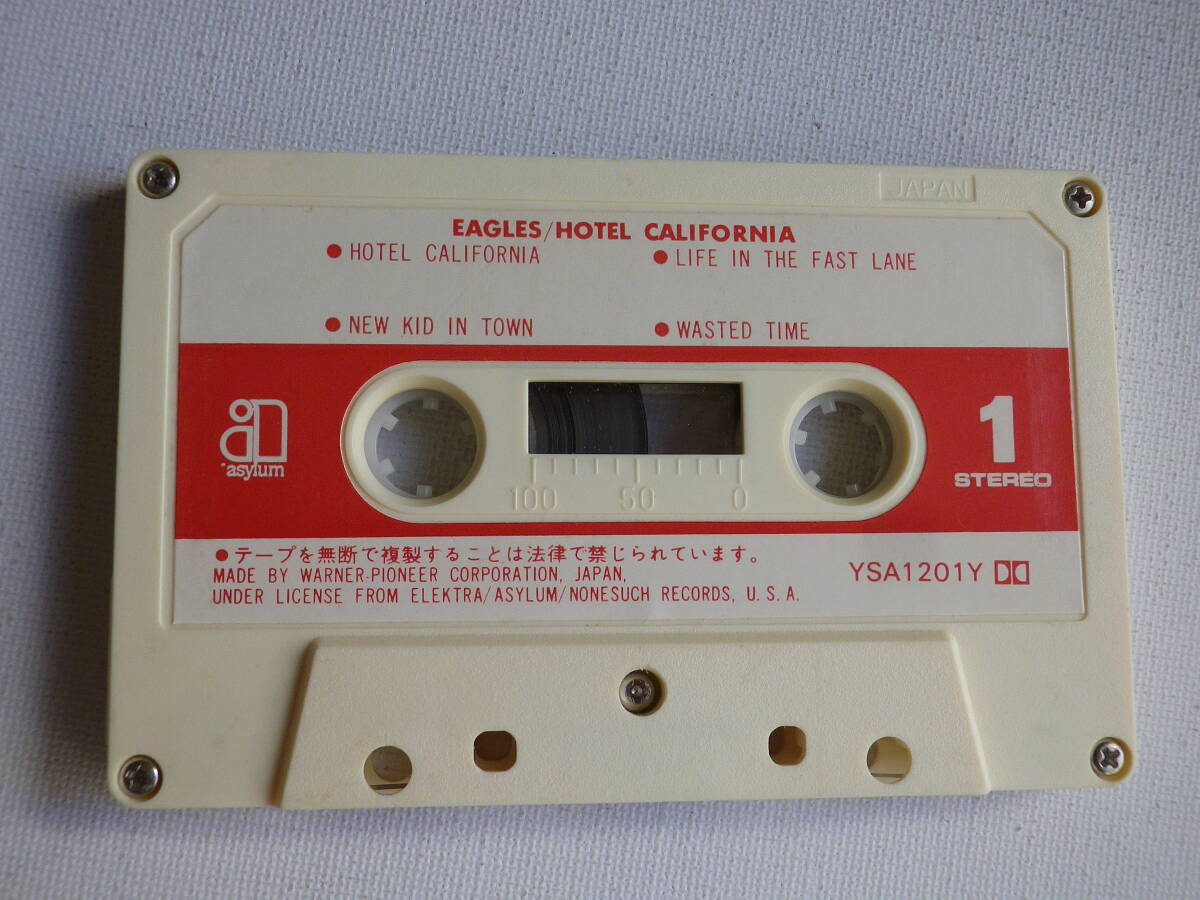 JAPAN
EAGLES/HOTEL CALIFORNIA
● HOTEL CALIFORNIA
● LIFE IN THE FAST LANE
● NEW KID IN TOWN
● WASTED TIME
asylum
1
STEREO
100 50 0
● テープを無断で複製することは法律で禁じられています。
MADE BY WARNER-PIONEER CORPORATION, JAPAN,
UNDER LICENSE FROM ELEKTRA/ASYLUM/NONESUCH RECORDS, U.S.A.
YSA1201Y